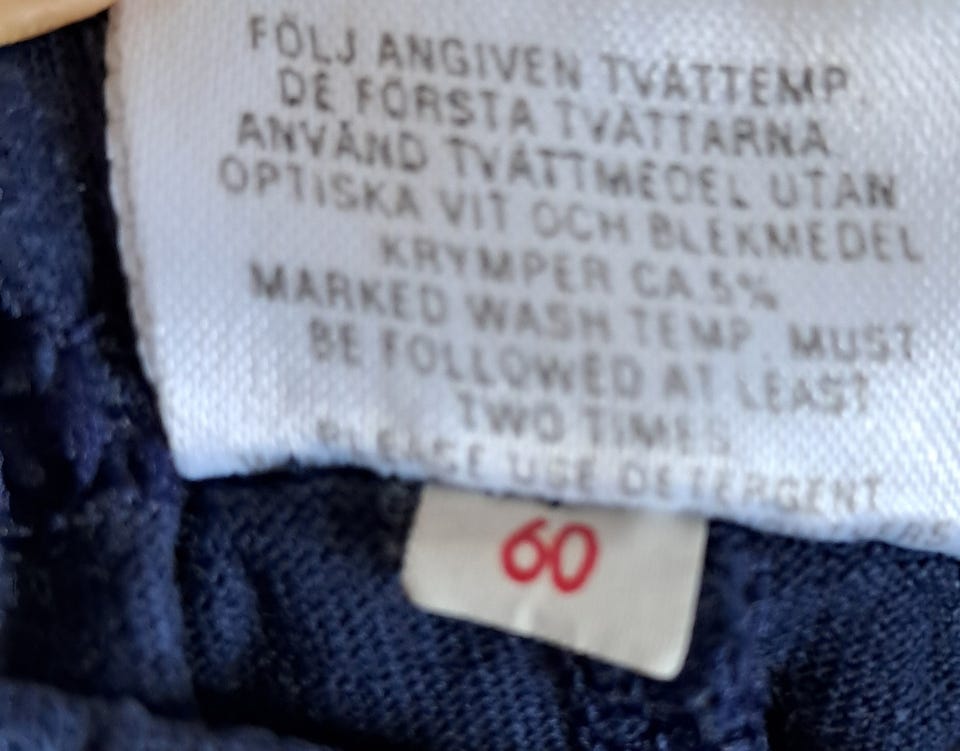 FÖLJ ANGIVEN TVÄTTEMP.
DE FÖRSTA TVÄTTARNA
ANVÄND TVÄTTMEDEL UTAN
OPTISKA VIT OCH BLEKMEDEL
KRYMPER CA.5%
MARKED WASH TEMP. MUST
BE FOLLOWED AT LEAST
TWO TIMES
PLEASE USE DETERGENT
60